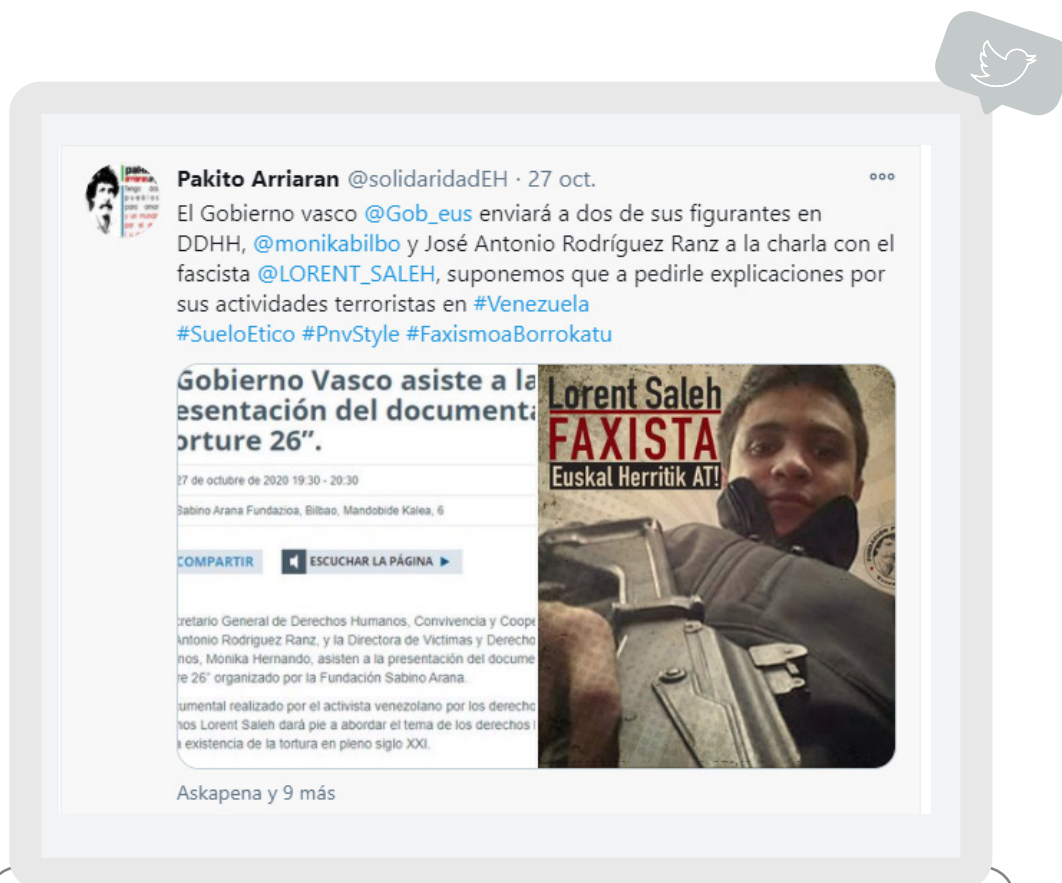 Pakito Arriaran @solidaridadEH · 27 oct.
El Gobierno vasco @Gob_eus enviará a dos de sus figurantes en
DDHH, @monikabilbo y José Antonio Rodríguez Ranz a la charla con el
fascista @LORENT_SALEH, suponemos que a pedirle explicaciones por
sus actividades terroristas en #Venezuela
#SueloEtico #PnvStyle #FaxismoaBorrokatu
Gobierno Vasco asiste a la
esentación del documenta
orture 26”.
27 de octubre de 2020 19:30 - 20:30
Sabino Arana Fundazioa, Bilbao, Mandobide Kalea, 6
COMPARTIR
ESCUCHAR LA PÁGINA
cretario General de Derechos Humanos, Convivencia y Coope
Antonio Rodriguez Ranz, y la Directora de Victimas y Derecho
nos, Monika Hernando, asisten a la presentación del docume
re 26" organizado por la Fundación Sabino Arana.
umental realizado por el activista venezolano por los derecho
nos Lorent Saleh dará pie a abordar el tema de los derechos
a existencia de la tortura en pleno siglo XXI.
Lorent Saleh
FAXISTA
Euskal Herritik AT!
Askapena y 9 más